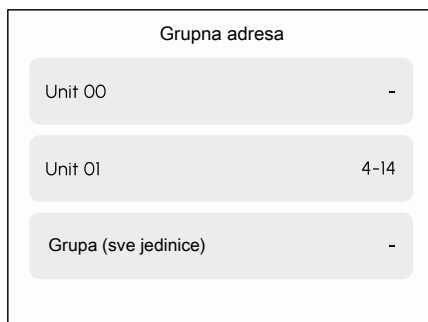 Grupna adresa
Unit 00 -
Unit 01 4-14
Grupa (sve jedinice) -